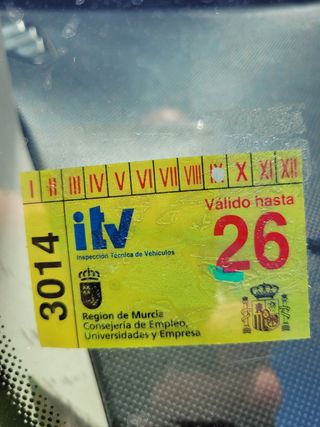 I II III IV V VI VII VIII IX X XI XII
3014
itv
Inspección Técnica de Vehículos
Válido hasta
26
Region de Murcia
Consejería de Empleo,
Universidades y Empresa